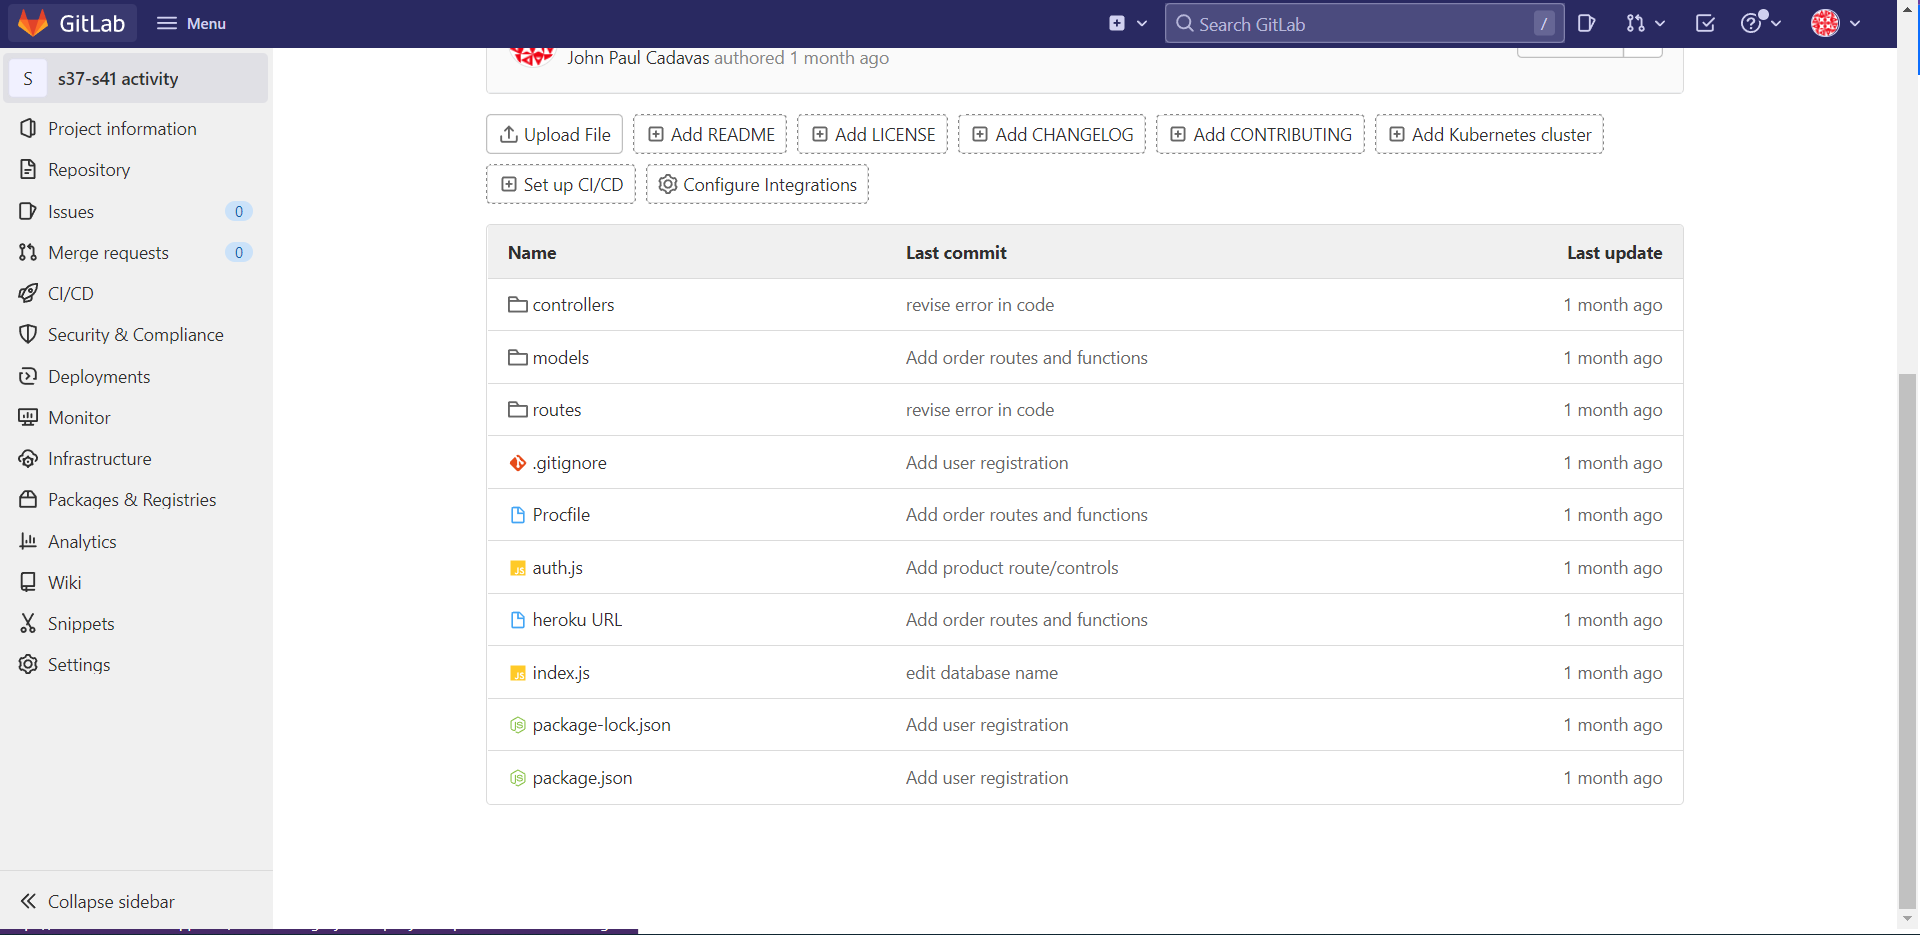 GitLab
Menu
Search GitLab
/
S
s37-s41 activity
Project information
Repository
Issues 0
Merge requests 0
CI/CD
Security & Compliance
Deployments
Monitor
Infrastructure
Packages & Registries
Analytics
Wiki
Snippets
Settings
Collapse sidebar
John Paul Cadavas authored 1 month ago
Upload File
Add README
Add LICENSE
Add CHANGELOG
Add CONTRIBUTING
Add Kubernetes cluster
Set up CI/CD
Configure Integrations
Name Last commit Last update
controllers revise error in code 1 month ago
models Add order routes and functions 1 month ago
routes revise error in code 1 month ago
.gitignore Add user registration 1 month ago
Procfile Add order routes and functions 1 month ago
auth.js Add product route/controls 1 month ago
heroku URL Add order routes and functions 1 month ago
index.js edit database name 1 month ago
package-lock.json Add user registration 1 month ago
package.json Add user registration 1 month ago